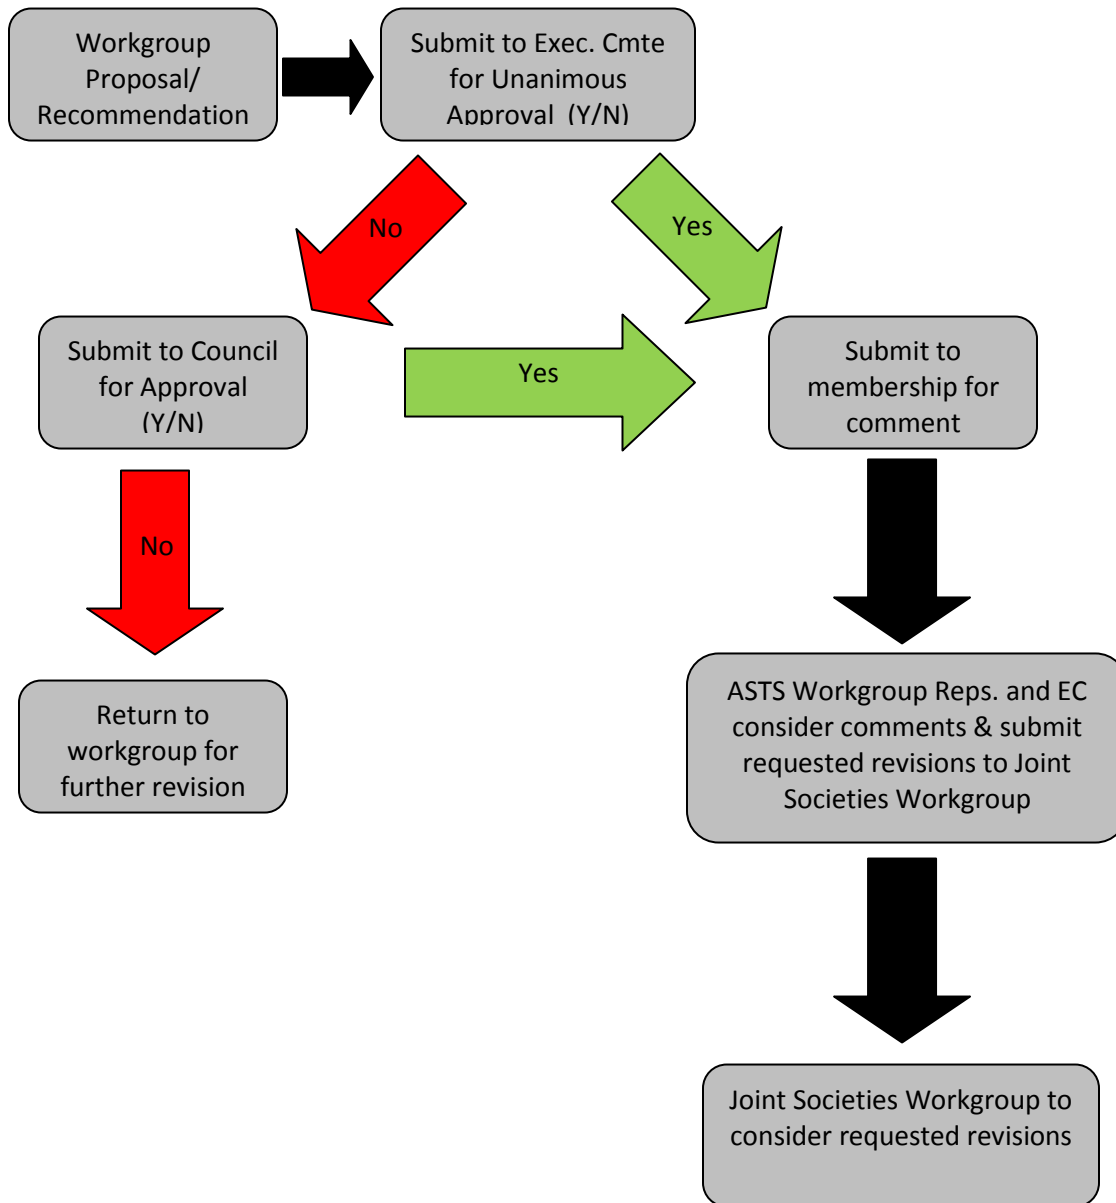 Workgroup
Proposal/
Recommendation
Submit to Exec. Cmte
for Unanimous
Approval (Y/N)
No
Yes
Submit to Council
for Approval
(Y/N)
Yes
Submit to
membership for
comment
No
Return to
workgroup for
further revision
ASTS Workgroup Reps. and EC
consider comments & submit
requested revisions to Joint
Societies Workgroup
Joint Societies Workgroup to
consider requested revisions